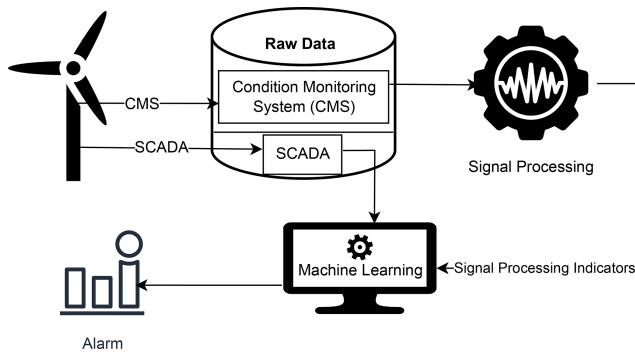 Raw Data
Condition Monitoring
System (CMS)
CMS
SCADA
SCADA
Signal Processing
Machine Learning
Signal Processing Indicators
Alarm